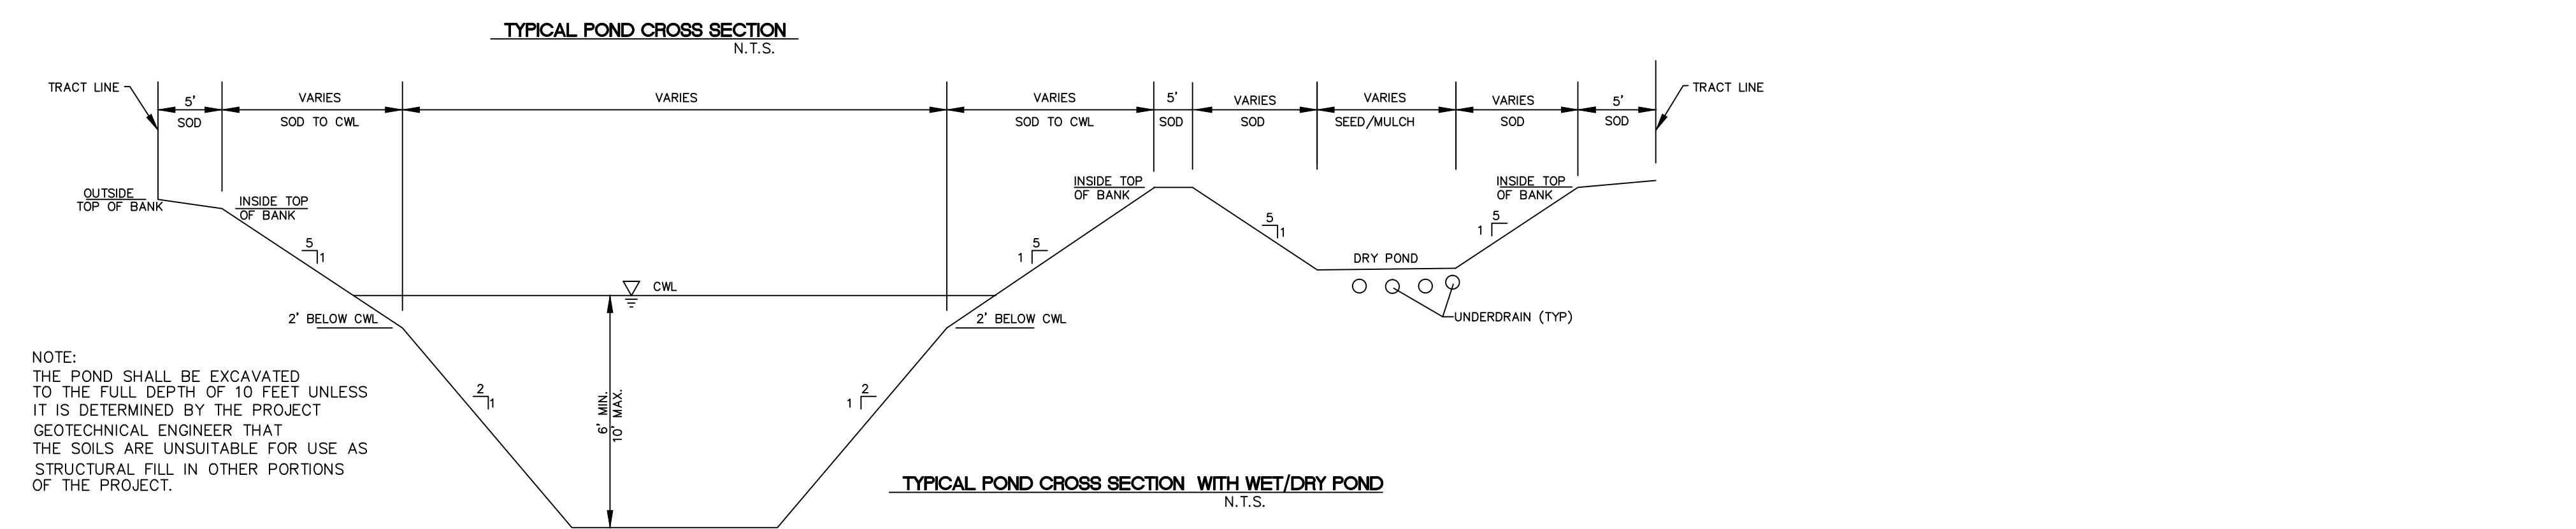 TYPICAL POND CROSS SECTION
N.T.S.
TRACT LINE
5'
SOD
VARIES
SOD TO CWL
VARIES
VARIES
SOD TO CWL
5'
SOD
VARIES
SOD
VARIES
SEED/MULCH
VARIES
SOD
5'
SOD
TRACT LINE
OUTSIDE
TOP OF BANK
INSIDE TOP
OF BANK
INSIDE TOP
OF BANK
INSIDE TOP
OF BANK
5
1
5
1
5
1
5
1
DRY POND
CWL
2' BELOW CWL
2' BELOW CWL
UNDERDRAIN (TYP)
NOTE:
THE POND SHALL BE EXCAVATED
TO THE FULL DEPTH OF 10 FEET UNLESS
IT IS DETERMINED BY THE PROJECT
GEOTECHNICAL ENGINEER THAT
THE SOILS ARE UNSUITABLE FOR USE AS
STRUCTURAL FILL IN OTHER PORTIONS
OF THE PROJECT.
2
1
6' MIN.
10' MAX.
2
1
TYPICAL POND CROSS SECTION WITH WET/DRY POND
N.T.S.